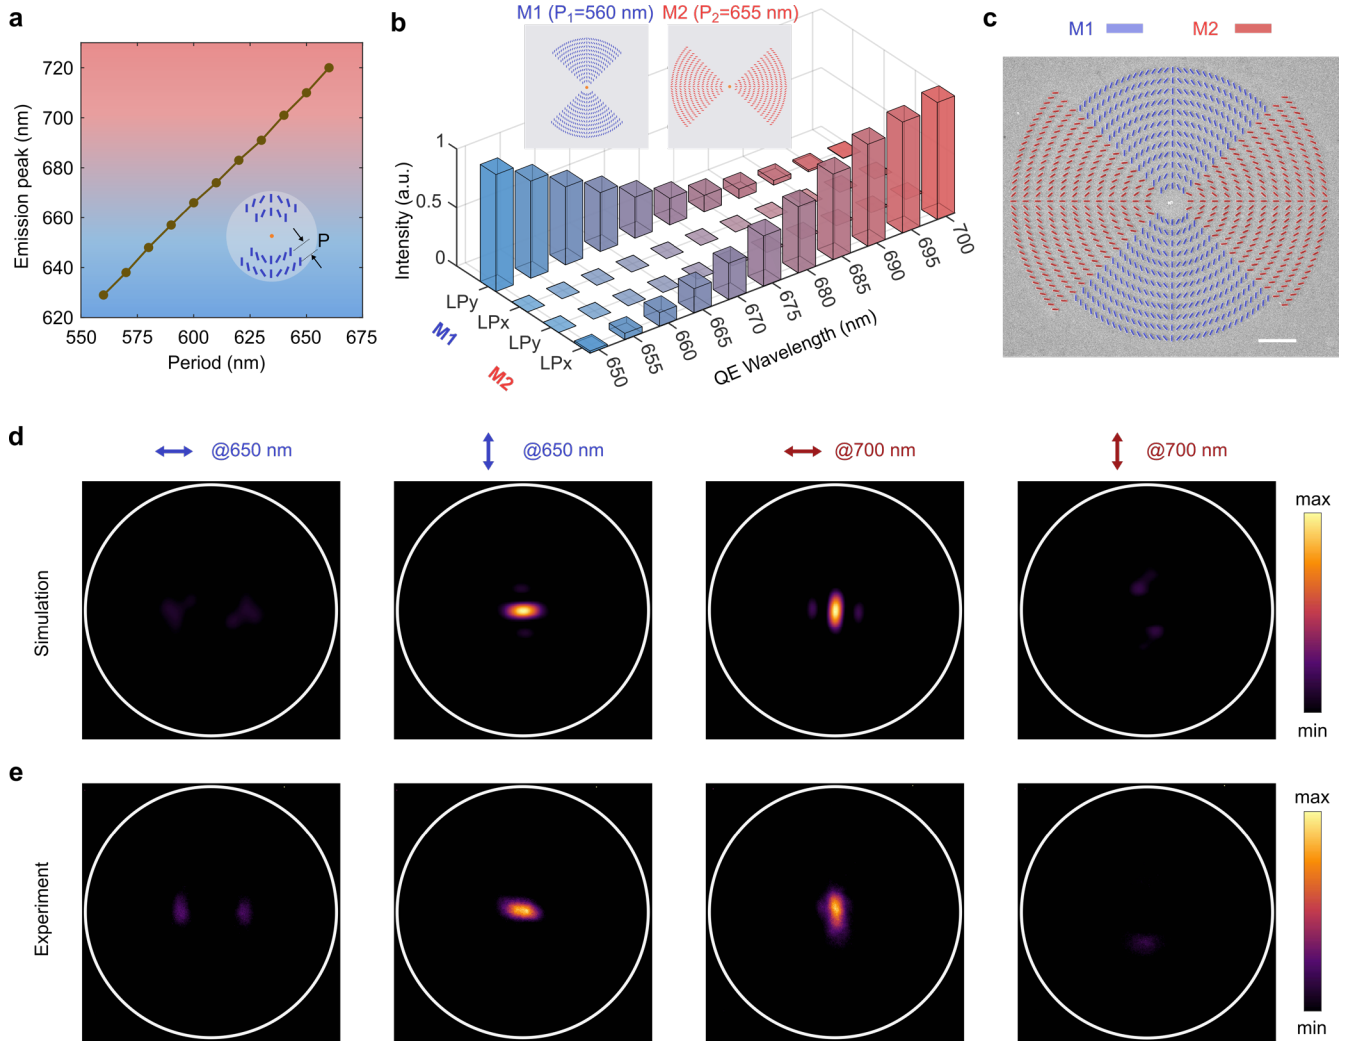 a
720
700
680
660
640
620
550
575
600
625
650
675
Emission peak (nm)
Period (nm)
P
b
M1 (P1=560 nm)
M2 (P2=655 nm)
1
0.5
0
Intensity (a.u.)
LPy
LPx
LPy
LPx
M1
M2
650
655
660
665
670
675
680
685
690
695
700
QE Wavelength (nm)
c
M1
M2
d
@650 nm
@650 nm
@700 nm
@700 nm
Simulation
max
min
e
Experiment
max
min